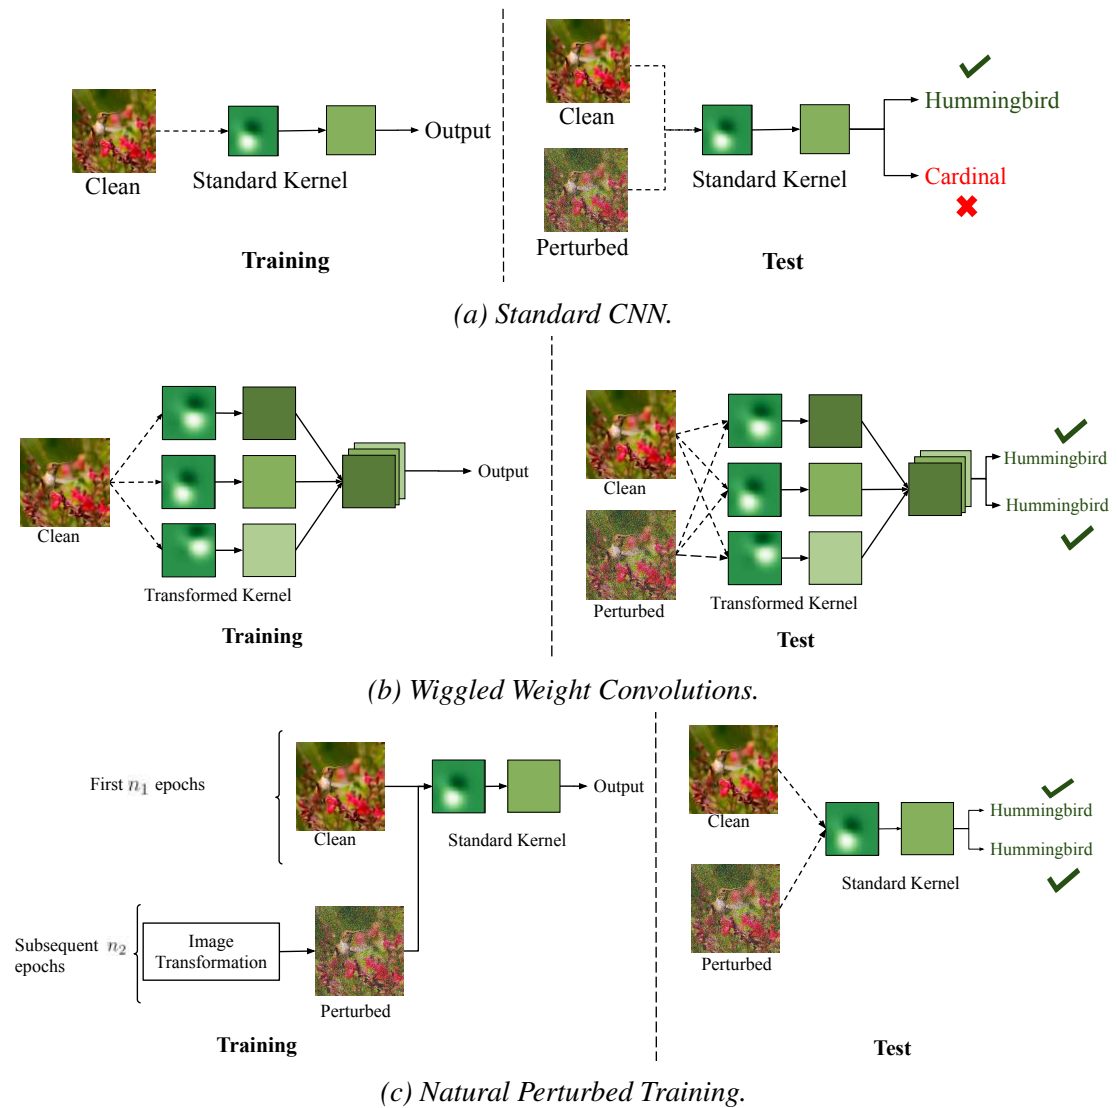 Clean
Standard Kernel
Output
Training
Clean
Perturbed
Standard Kernel
Hummingbird
Cardinal
Test
(a) Standard CNN.
Clean
Transformed Kernel
Output
Training
Clean
Perturbed
Transformed Kernel
Hummingbird
Hummingbird
Test
(b) Wiggled Weight Convolutions.
First n₁ epochs
Clean
Standard Kernel
Output
Subsequent n₂
epochs
Image
Transformation
Perturbed
Training
Clean
Perturbed
Standard Kernel
Hummingbird
Hummingbird
Test
(c) Natural Perturbed Training.